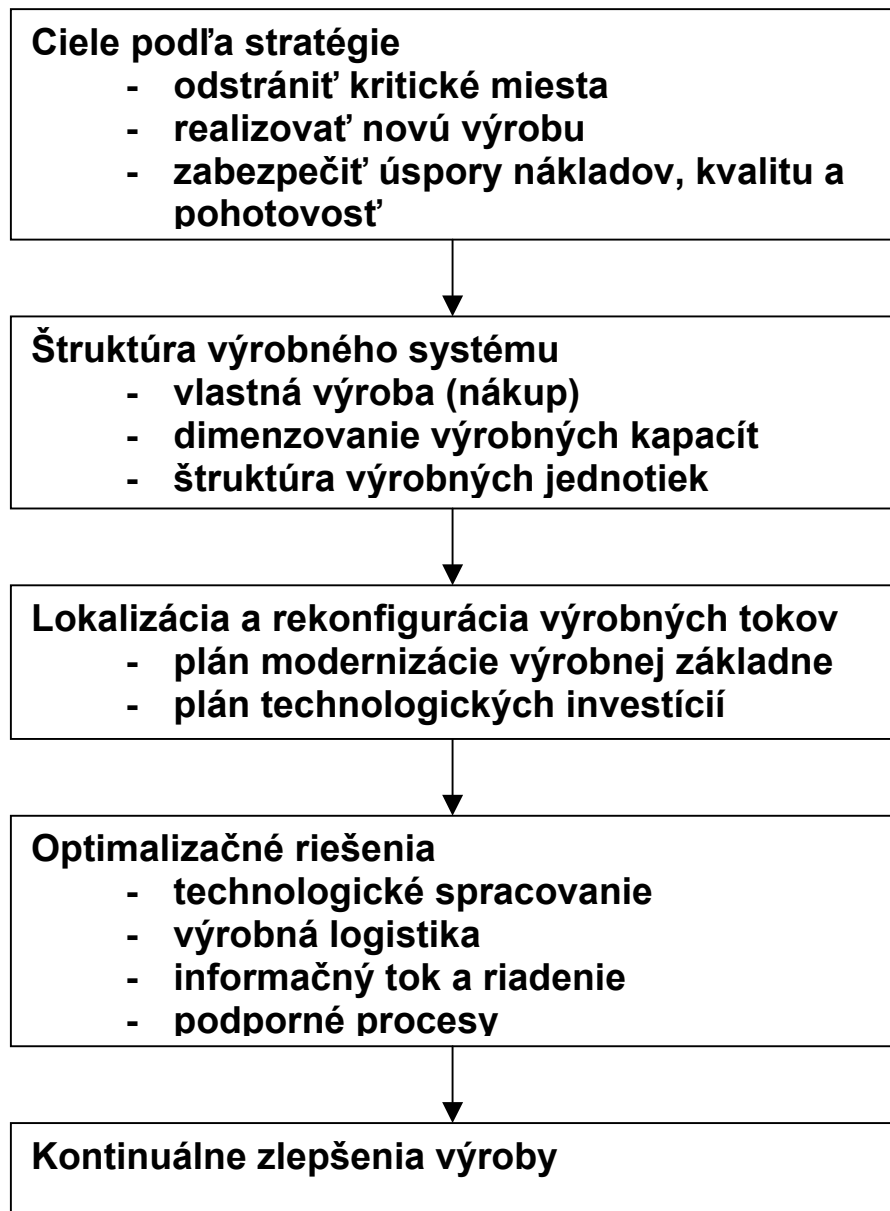 Ciele podľa stratégie
- odstrániť kritické miesta
- realizovať novú výrobu
- zabezpečiť úspory nákladov, kvalitu a
pohotovosť
Štruktúra výrobného systému
- vlastná výroba (nákup)
- dimenzovanie výrobných kapacít
- štruktúra výrobných jednotiek
Lokalizácia a rekonfigurácia výrobných tokov
- plán modernizácie výrobnej základne
- plán technologických investícií
Optimalizačné riešenia
- technologické spracovanie
- výrobná logistika
- informačný tok a riadenie
- podporné procesy
Kontinuálne zlepšenia výroby